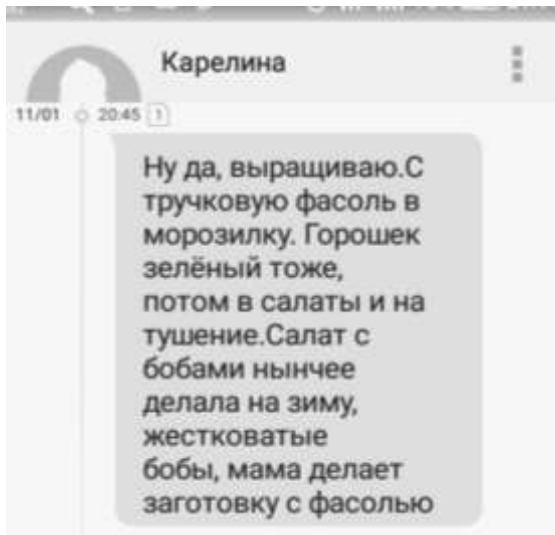 Карелина
11/01 20:45 1
Ну да, выращиваю.С
тручковую фасоль в
морозилку. Горошек
зелёный тоже,
потом в салаты и на
тушение.Салат с
бобами нынчее
делала на зиму,
жестковатые
бобы, мама делает
заготовку с фасолью